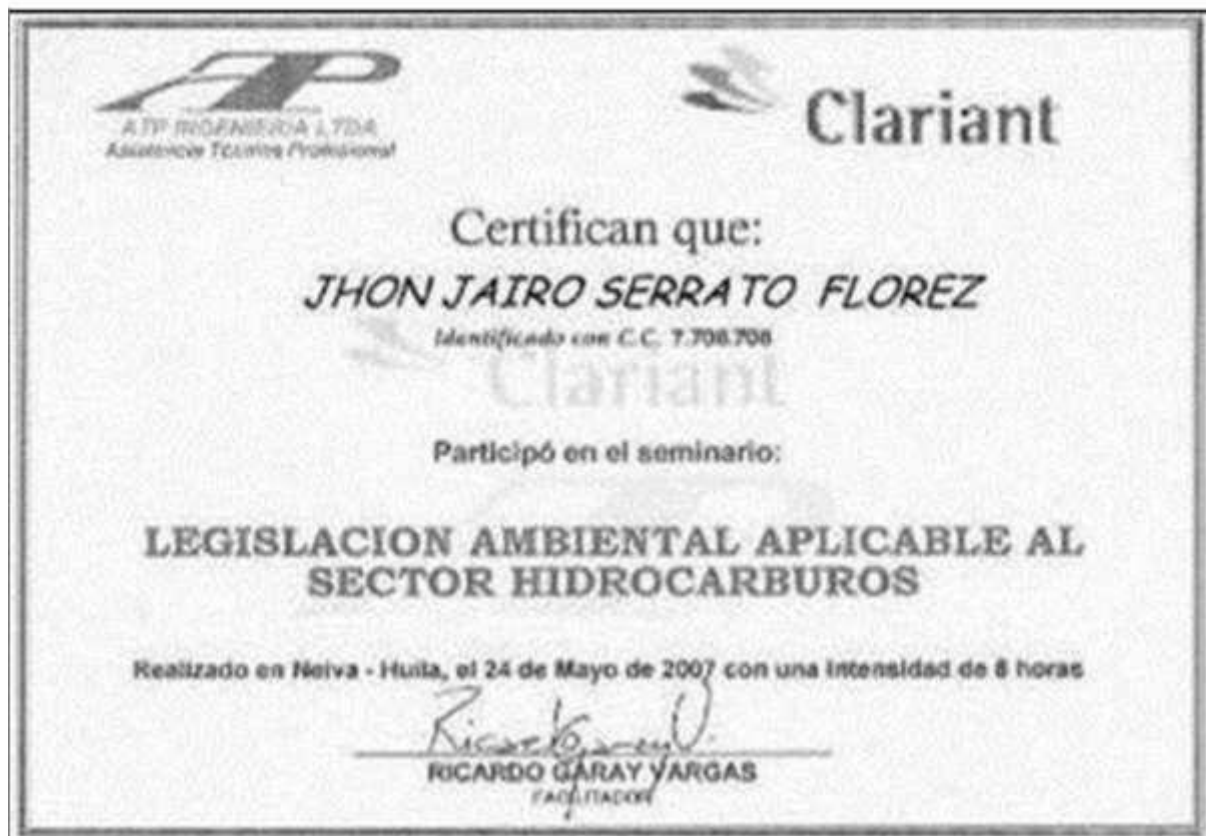 ATP INGENIERIA LTDA
Asistencia Técnica Profesional
Clariant
Certifican que:
JHON JAIRO SERRATO FLOREZ
Identificado con C.C. 7.708.708
Clariant
Participó en el seminario:
LEGISLACION AMBIENTAL APLICABLE AL
SECTOR HIDROCARBUROS
Realizado en Neiva - Huila, el 24 de Mayo de 2007 con una intensidad de 8 horas
Ricardo Garay V.
RICARDO GARAY VARGAS
FACILITADOR